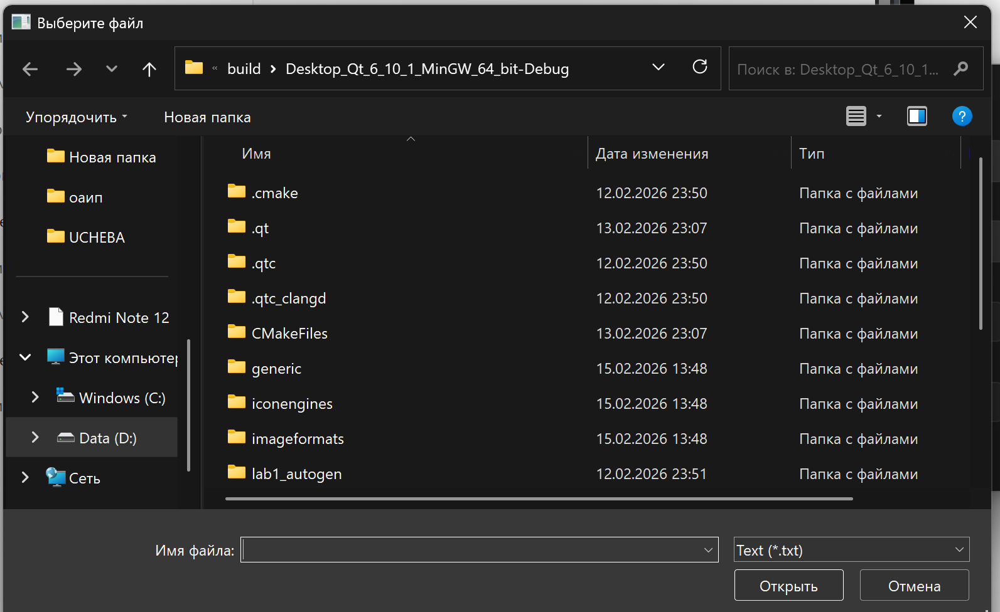 Выберите файл
« build > Desktop_Qt_6_10_1_MinGW_64_bit-Debug
Поиск в: Desktop_Qt_6_10_1...
Упорядочить
Новая папка
?
Новая папка
оаип
UCHEBA
Redmi Note 12
Этот компьютер
Windows (C:)
Data (D:)
Сеть
Имя Дата изменения Тип
.cmake 12.02.2026 23:50 Папка с файлами
.qt 13.02.2026 23:07 Папка с файлами
.qtc 12.02.2026 23:50 Папка с файлами
.qtc_clangd 12.02.2026 23:50 Папка с файлами
CMakeFiles 13.02.2026 23:07 Папка с файлами
generic 15.02.2026 13:48 Папка с файлами
iconengines 15.02.2026 13:48 Папка с файлами
imageformats 15.02.2026 13:48 Папка с файлами
lab1_autogen 12.02.2026 23:51 Папка с файлами
Имя файла:
Text (*.txt)
Открыть
Отмена